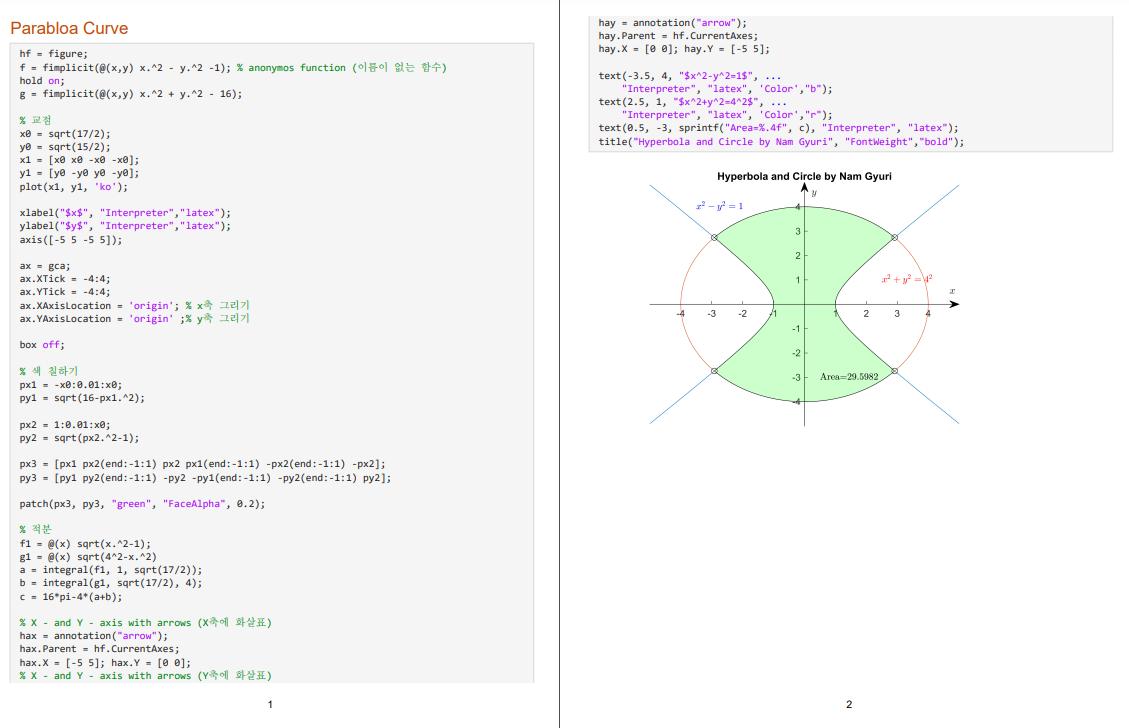 Parabloa Curve
hf = figure;
f = fimplicit(@(x,y) x.^2 - y.^2 -1); % anonymos function (이름이 없는 함수)
hold on;
g = fimplicit(@(x,y) x.^2 + y.^2 - 16);
% 교점
x0 = sqrt(17/2);
y0 = sqrt(15/2);
x1 = [x0 x0 -x0 -x0];
y1 = [y0 -y0 y0 -y0];
plot(x1, y1, 'ko');
xlabel("$x$", "Interpreter","latex");
ylabel("$y$", "Interpreter","latex");
axis([-5 5 -5 5]);
ax = gca;
ax.XTick = -4:4;
ax.YTick = -4:4;
ax.XAxisLocation = 'origin'; % x축 그리기
ax.YAxisLocation = 'origin' ;% y축 그리기
box off;
% 색 칠하기
px1 = -x0:0.01:x0;
py1 = sqrt(16-px1.^2);
px2 = 1:0.01:x0;
py2 = sqrt(px2.^2-1);
px3 = [px1 px2(end:-1:1) px2 px1(end:-1:1) -px2(end:-1:1) -px2];
py3 = [py1 py2(end:-1:1) -py2 -py1(end:-1:1) -py2(end:-1:1) py2];
patch(px3, py3, "green", "FaceAlpha", 0.2);
% 적분
f1 = @(x) sqrt(x.^2-1);
g1 = @(x) sqrt(4^2-x.^2)
a = integral(f1, 1, sqrt(17/2));
b = integral(g1, sqrt(17/2), 4);
c = 16*pi-4*(a+b);
% X - and Y - axis with arrows (X축에 화살표)
hax = annotation("arrow");
hax.Parent = hf.CurrentAxes;
hax.X = [-5 5]; hax.Y = [0 0];
% X - and Y - axis with arrows (Y축에 화살표)
1
hay = annotation("arrow");
hay.Parent = hf.CurrentAxes;
hay.X = [0 0]; hay.Y = [-5 5];
text(-3.5, 4, "$x^2-y^2=1$", ...
"Interpreter", "latex", 'Color',"b");
text(2.5, 1, "$x^2+y^2=4^2$", ...
"Interpreter", "latex", 'Color',"r");
text(0.5, -3, sprintf("Area=%.4f", c), "Interpreter", "latex");
title("Hyperbola and Circle by Nam Gyuri", "FontWeight","bold");
Hyperbola and Circle by Nam Gyuri
y
x² − y² = 1
4
3
2
1
x² + y² = 4²
x
-4 -3 -2 -1 1 2 3 4
-1
-2
-3
Area=29.5982
-4
2